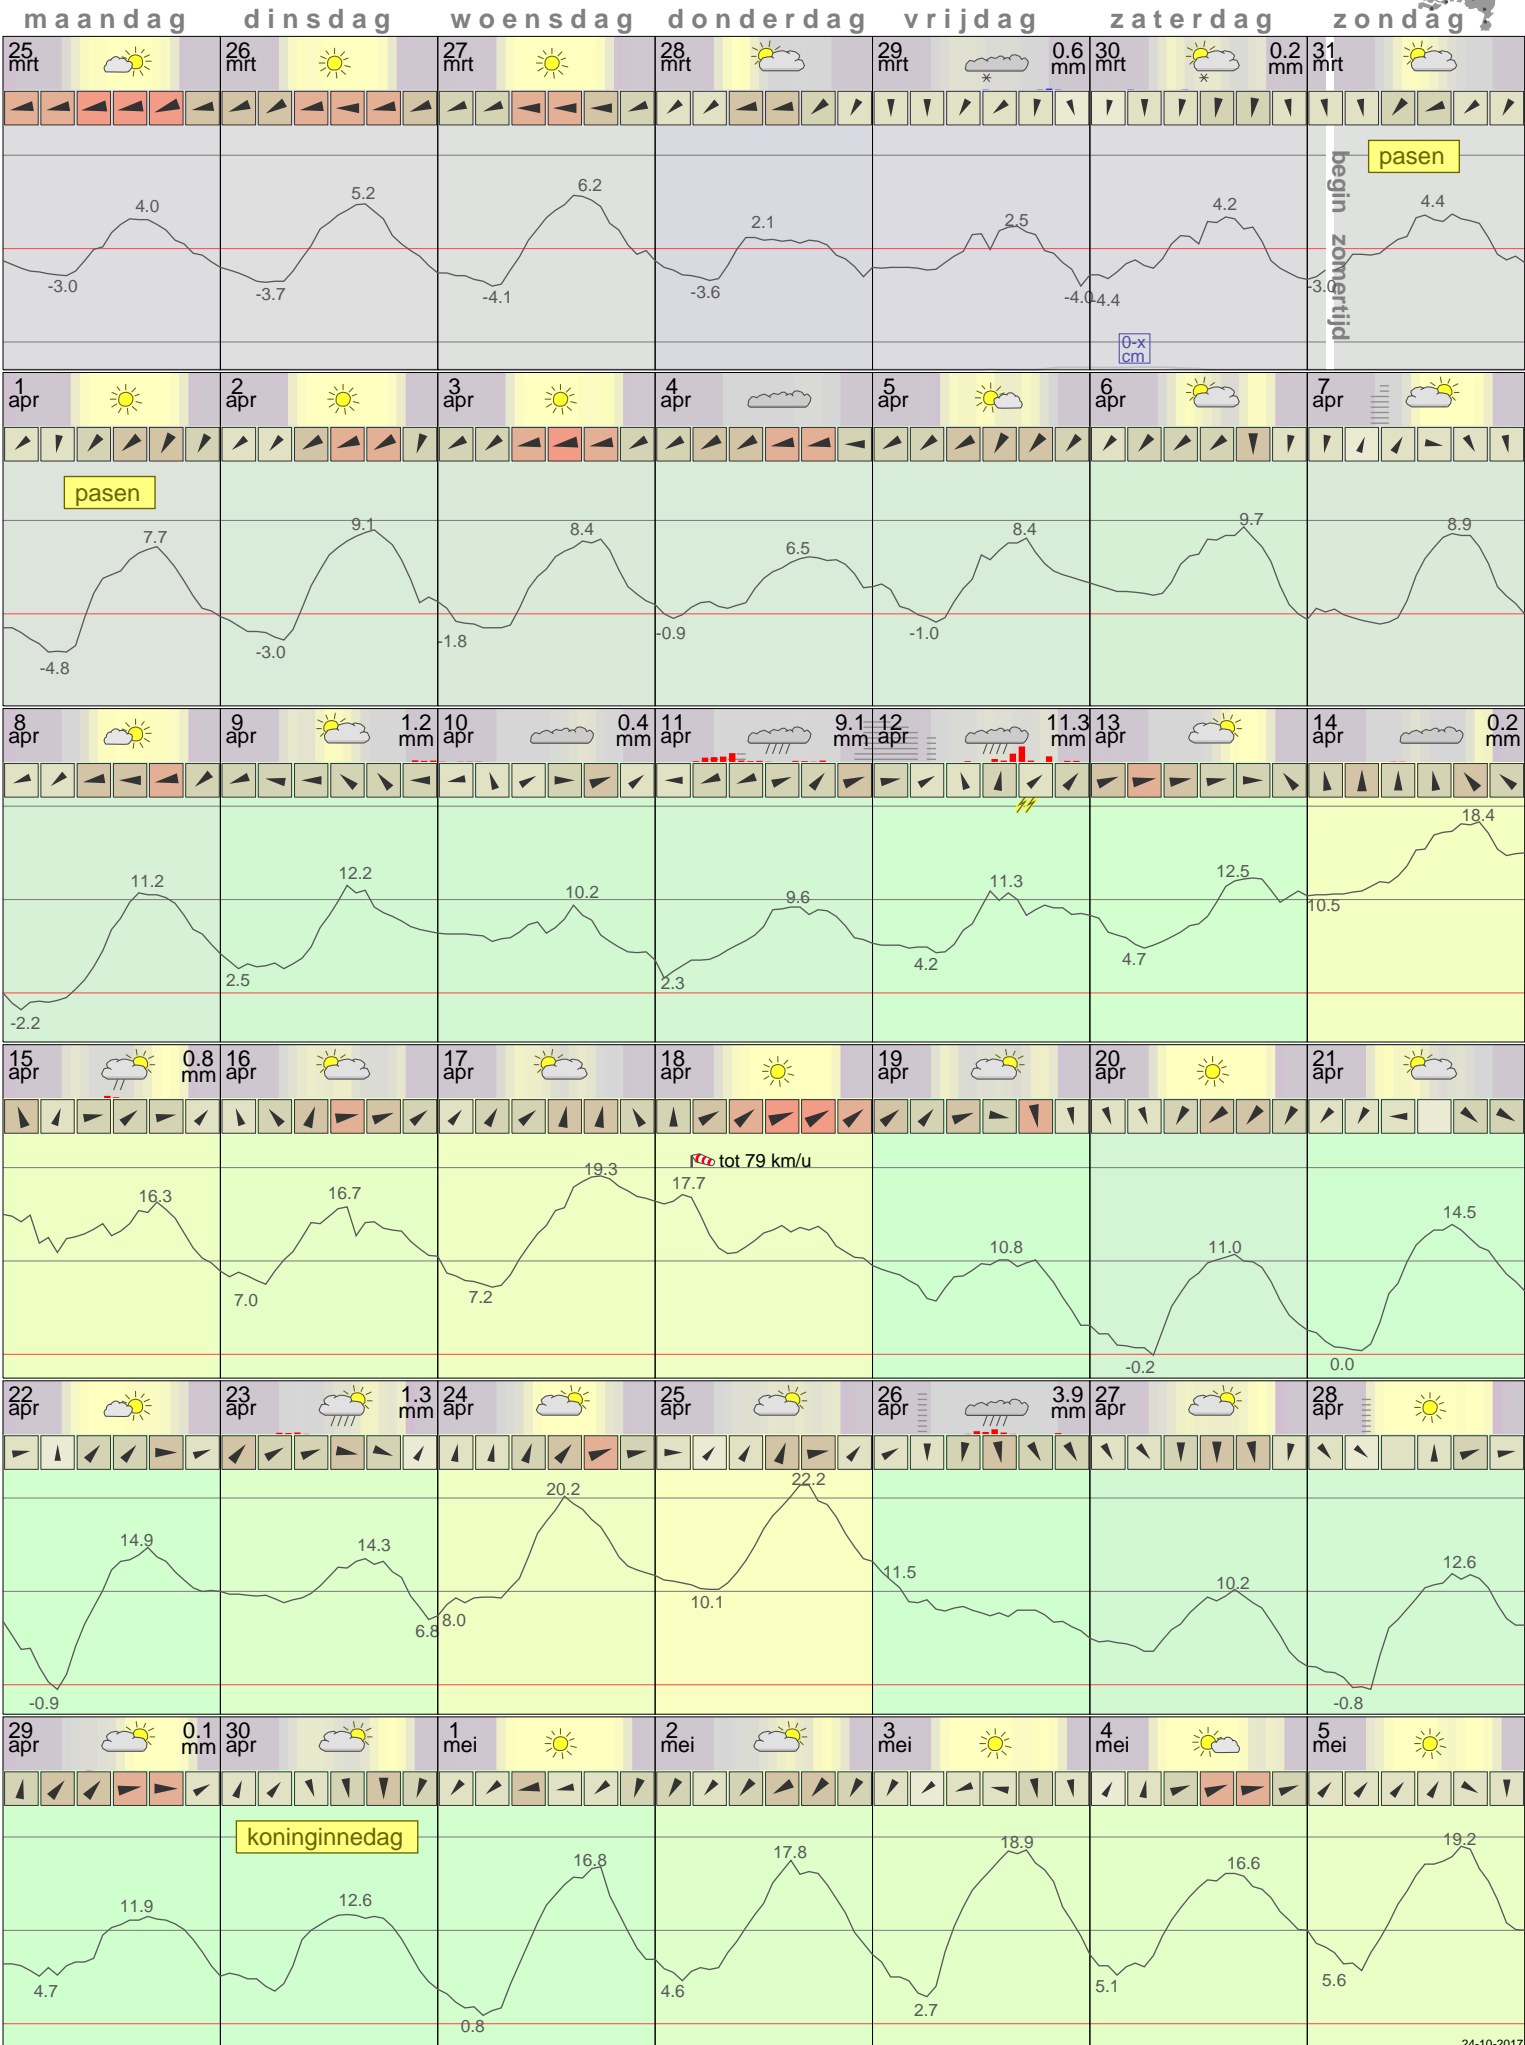 maandag dinsdag woensdag donderdag vrijdag zaterdag zondag
25 mrt 26 mrt 27 mrt 28 mrt 29 mrt 0.6 mm 30 mrt 0.2 mm 31 mrt
pasen
begin zomertijd
4.0 5.2 6.2 2.1 2.5 4.2 4.4
-3.0 -3.7 -4.1 -3.6 -4.0 -4.4 -3.0
0-x
cm
1 apr 2 apr 3 apr 4 apr 5 apr 6 apr 7 apr
pasen
7.7 9.1 8.4 6.5 8.4 9.7 8.9
-4.8 -3.0 -1.8 -0.9 -1.0
8 apr 9 apr 1.2 mm 10 apr 0.4 mm 11 apr 9.1 mm 12 apr 11.3 mm 13 apr 14 apr 0.2 mm
11.2 12.2 10.2 9.6 11.3 12.5 18.4
-2.2 2.5 2.3 4.2 4.7 10.5
15 apr 0.8 mm 16 apr 17 apr 18 apr 19 apr 20 apr 21 apr
tot 79 km/u
16.3 16.7 19.3 17.7 10.8 11.0 14.5
7.0 7.2 -0.2 0.0
22 apr 23 apr 1.3 mm 24 apr 25 apr 26 apr 3.9 mm 27 apr 28 apr
14.9 14.3 20.2 22.2 11.5 10.2 12.6
-0.9 6.8 8.0 10.1 -0.8
29 apr 0.1 mm 30 apr 1 mei 2 mei 3 mei 4 mei 5 mei
koninginnedag
11.9 12.6 16.8 17.8 18.9 16.6 19.2
4.7 0.8 4.6 2.7 5.1 5.6
24-10-2017